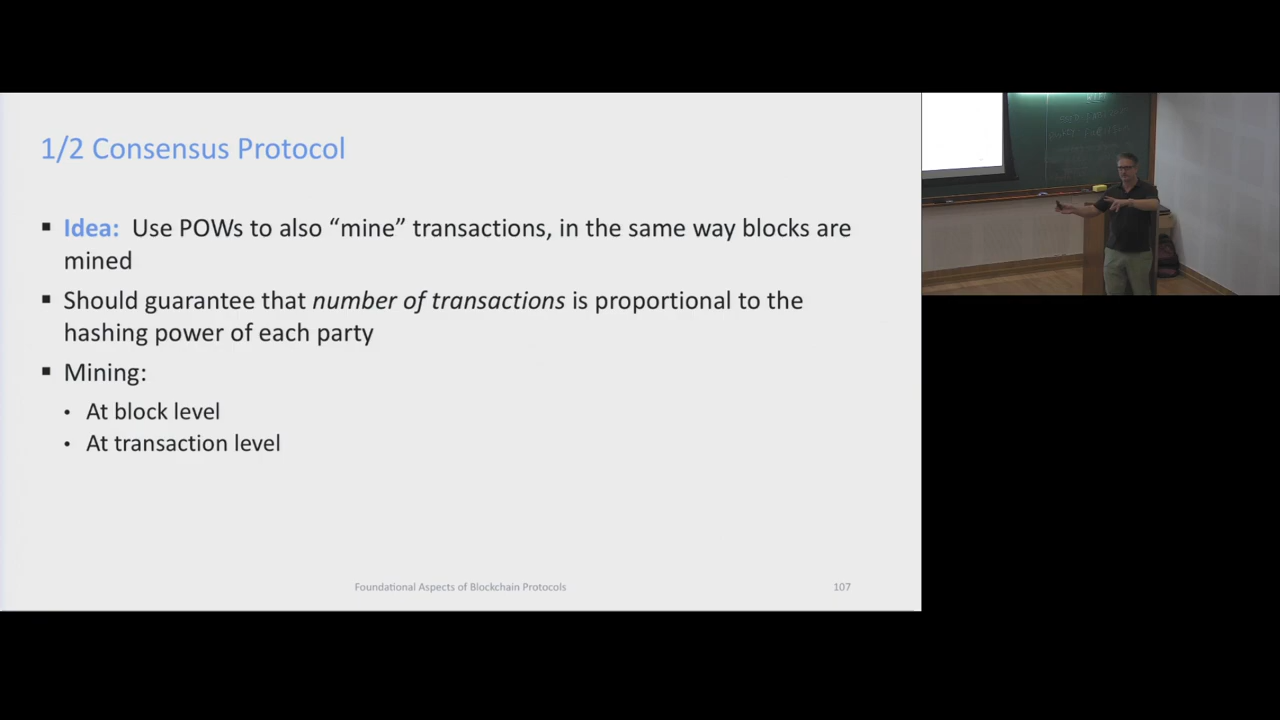 1/2 Consensus Protocol
▪ Idea: Use POWs to also “mine” transactions, in the same way blocks are
mined
▪ Should guarantee that number of transactions is proportional to the
hashing power of each party
▪ Mining:
• At block level
• At transaction level
Foundational Aspects of Blockchain Protocols 107